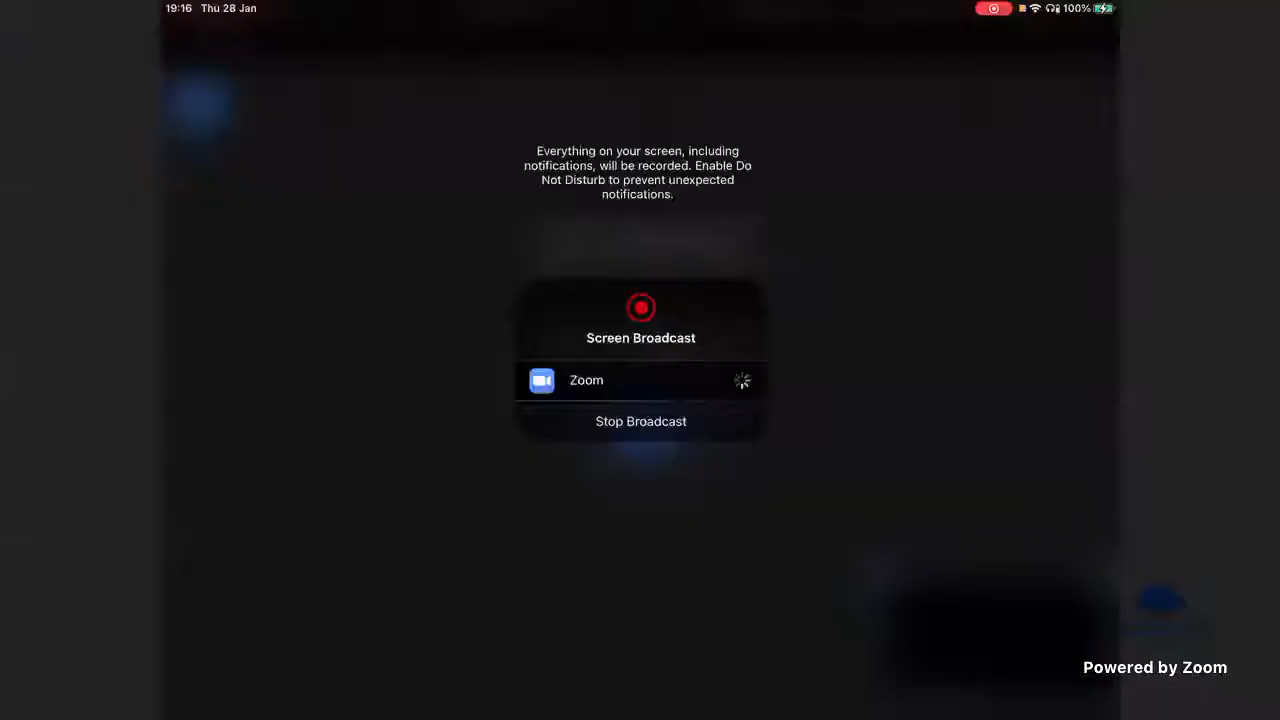 19:16 Thu 28 Jan
100%
Everything on your screen, including
notifications, will be recorded. Enable Do
Not Disturb to prevent unexpected
notifications.
Screen Broadcast
Zoom
Stop Broadcast
Powered by Zoom